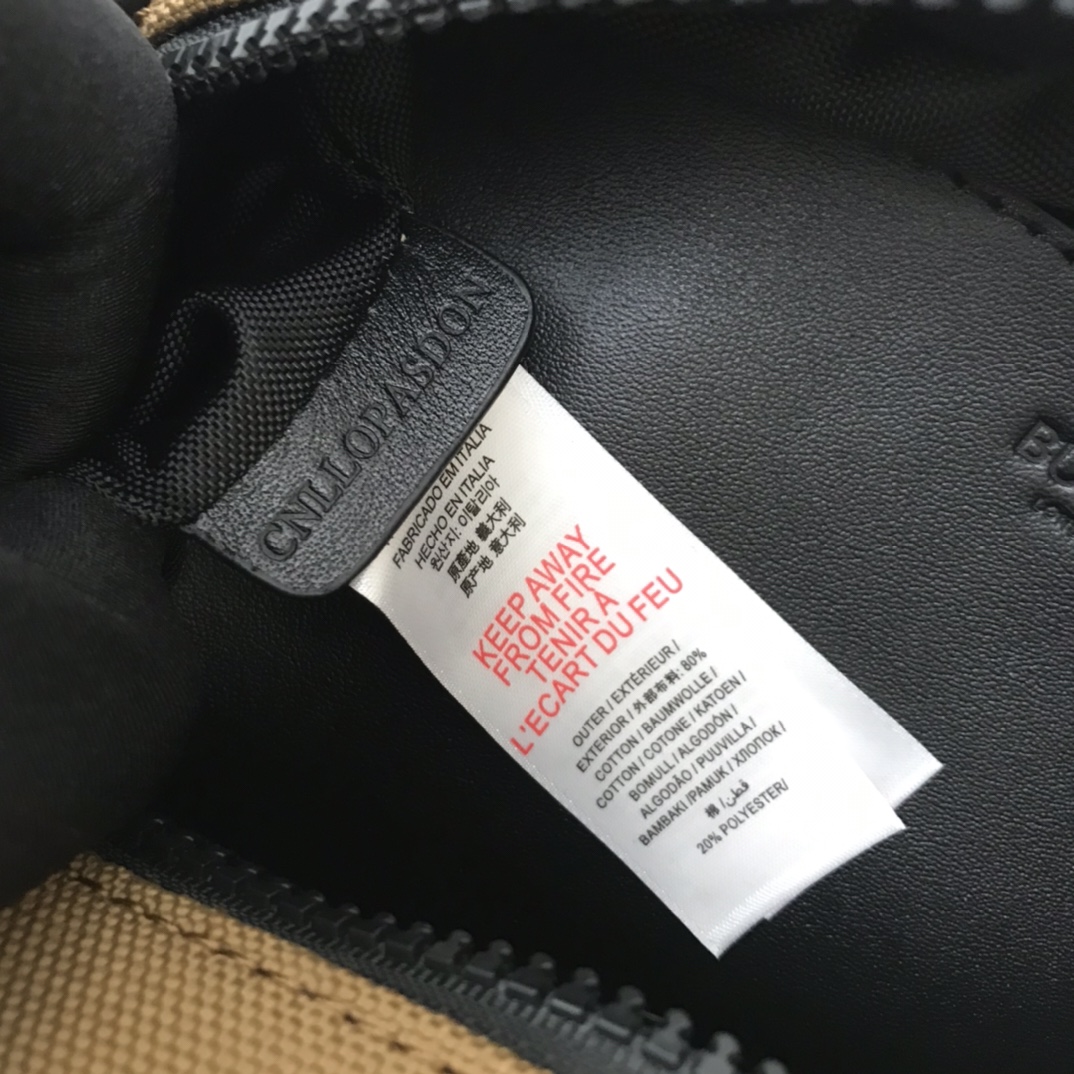 CNILLOPASDON
FABRICADO EM ITALIA
HECHO EN ITALIA
원산지: 이탈리아
原產地 義大利
原产地 意大利
KEEP AWAY
FROM FIRE
TENIR À
L'ECART DU FEU
OUTER / EXTÉRIEUR /
EXTERIOR / 外部布料: 80%
COTTON / BAUMWOLLE /
COTTON / COTONE / KATOEN /
BOMULL / ALGODÓN /
ALGODÃO / PUUVILLA /
BAMBAKI /PAMUK / ХЛОПОК /
棉 /قطن
20% POLYESTER/